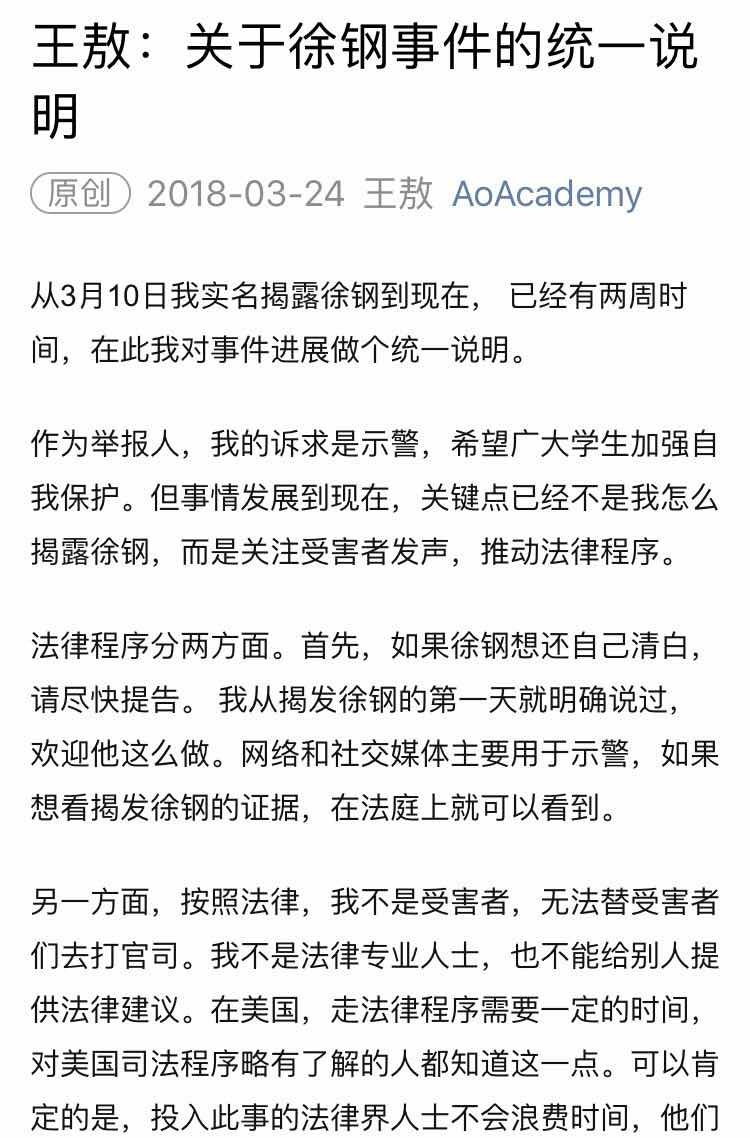 王敖：关于徐钢事件的统一说
明
原创 2018-03-24 王敖 AoAcademy
从3月10日我实名揭露徐钢到现在， 已经有两周时
间，在此我对事件进展做个统一说明。
作为举报人，我的诉求是示警，希望广大学生加强自
我保护。但事情发展到现在，关键点已经不是我怎么
揭露徐钢，而是关注受害者发声，推动法律程序。
法律程序分两方面。首先，如果徐钢想还自己清白，
请尽快提告。 我从揭发徐钢的第一天就明确说过，
欢迎他这么做。网络和社交媒体主要用于示警，如果
想看揭发徐钢的证据，在法庭上就可以看到。
另一方面，按照法律，我不是受害者，无法替受害者
们去打官司。我不是法律专业人士，也不能给别人提
供法律建议。在美国，走法律程序需要一定的时间，
对美国司法程序略有了解的人都知道这一点。可以肯
定的是，投入此事的法律界人士不会浪费时间，他们